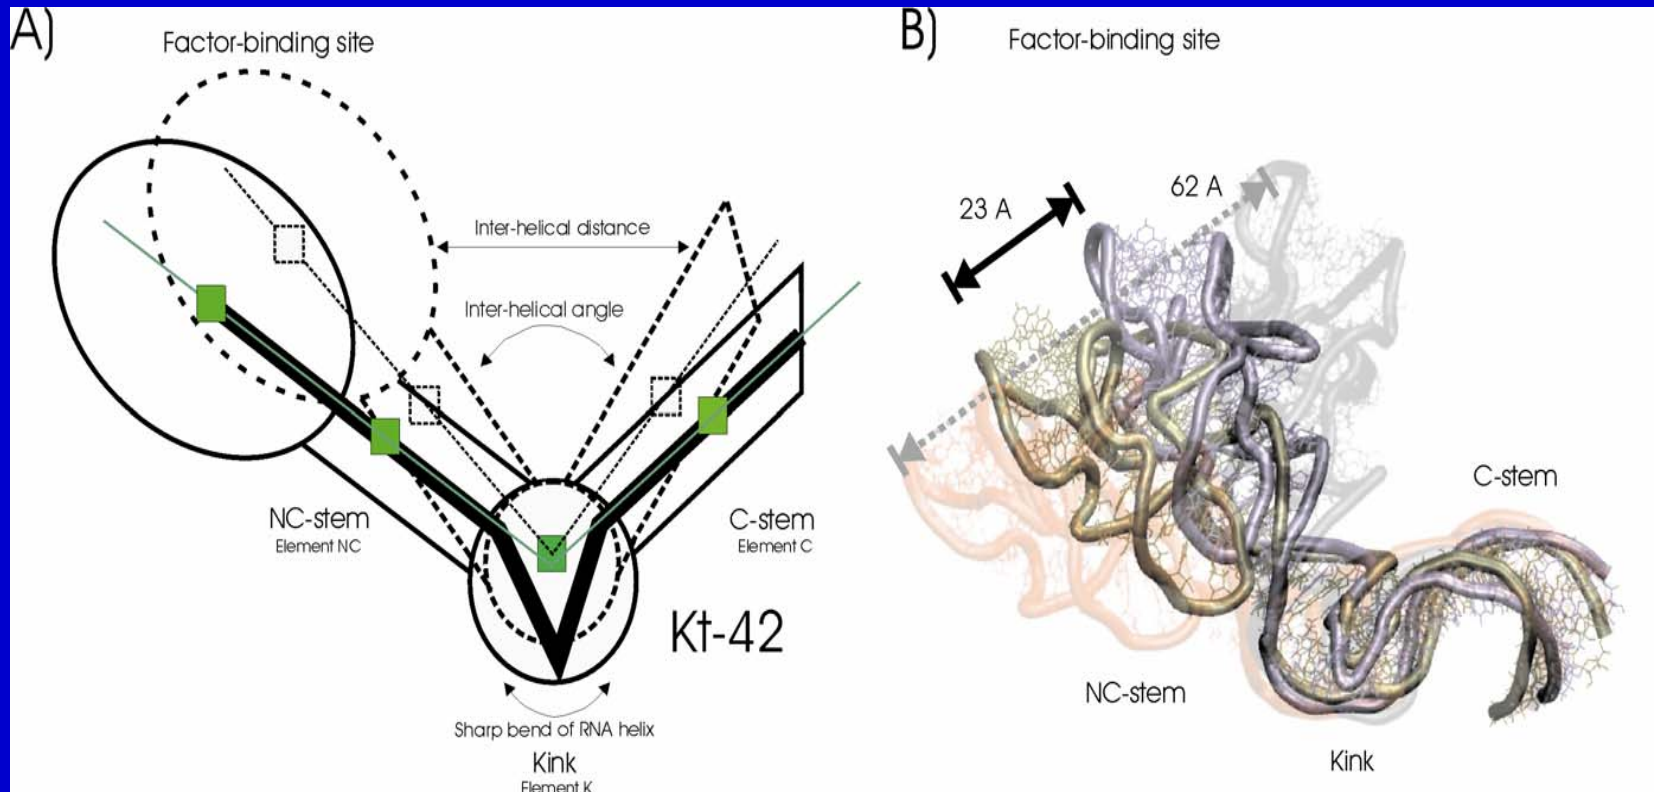 A)
Factor-binding site
Inter-helical distance
Inter-helical angle
NC-stem
Element NC
C-stem
Element C
Kt-42
Sharp bend of RNA helix
Kink
Element K
B)
Factor-binding site
62 A
23 A
C-stem
NC-stem
Kink